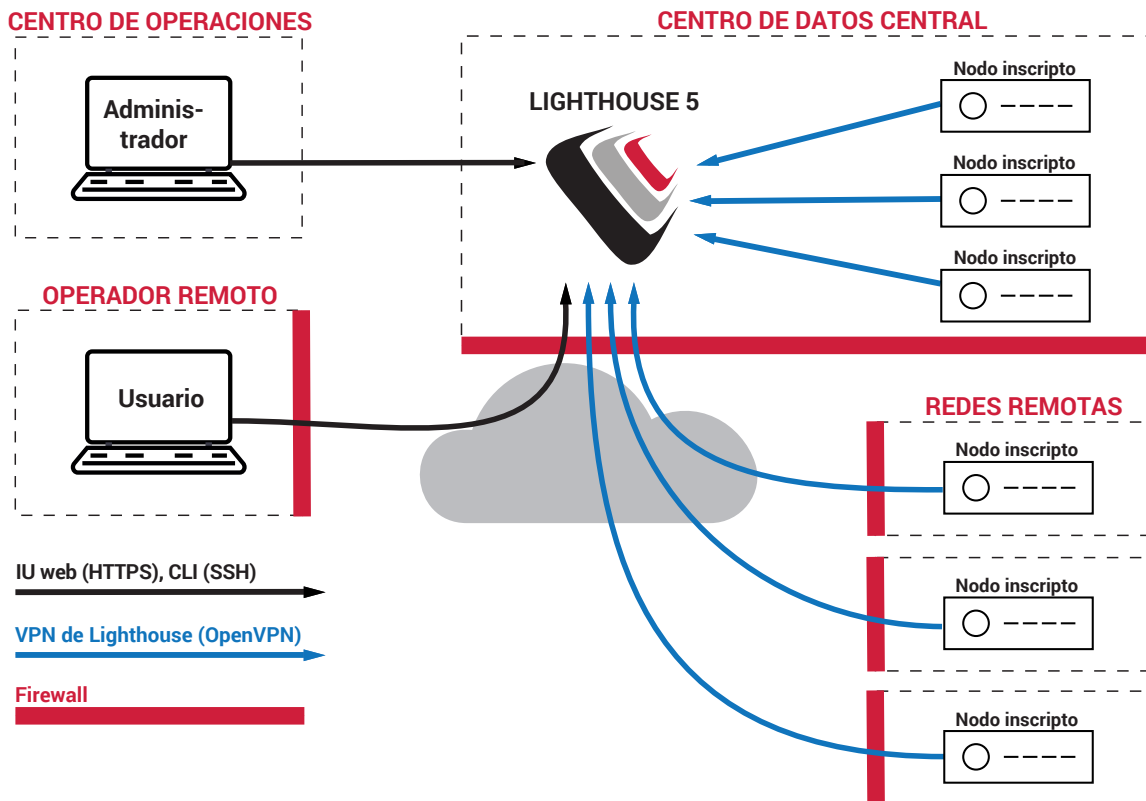 CENTRO DE OPERACIONES
Adminis-
trador
CENTRO DE DATOS CENTRAL
LIGHTHOUSE 5
Nodo inscripto
Nodo inscripto
Nodo inscripto
OPERADOR REMOTO
Usuario
REDES REMOTAS
Nodo inscripto
Nodo inscripto
Nodo inscripto
IU web (HTTPS), CLI (SSH)
VPN de Lighthouse (OpenVPN)
Firewall